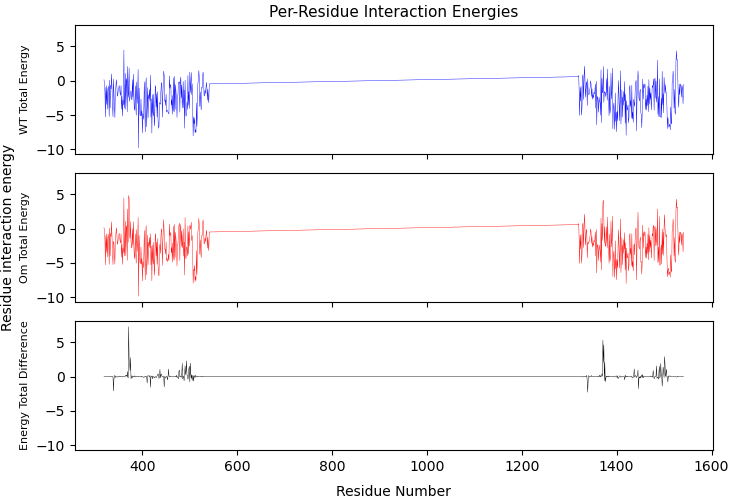 Per-Residue Interaction Energies
WT Total Energy
5
0
−5
−10
Residue interaction energy
Om Total Energy
5
0
−5
−10
Energy Total Difference
5
0
−5
−10
400 600 800 1000 1200 1400 1600
Residue Number